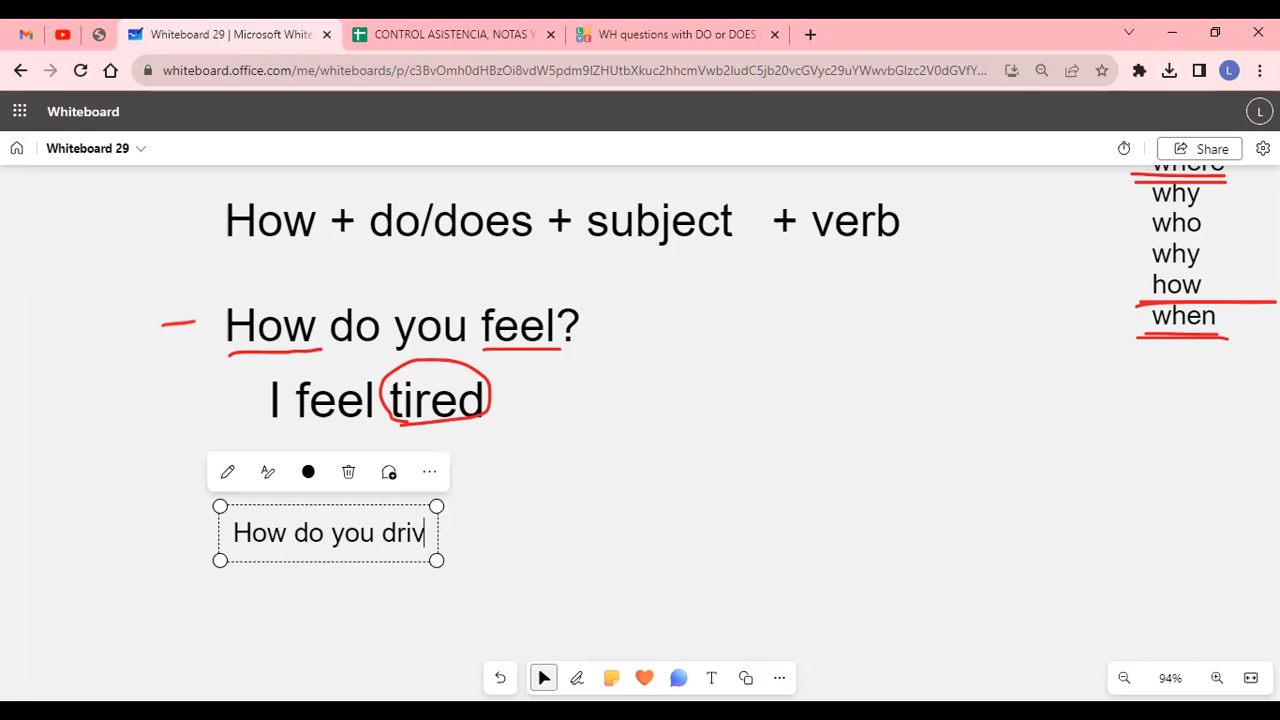 Whiteboard 29 | Microsoft White
CONTROL ASISTENCIA, NOTAS Y
WH questions with DO or DOES
Whiteboard
L
L
Whiteboard 29
Share
where
How + do/does + subject + verb
why
who
why
how
when
How do you feel?
I feel tired
How do you driv
94%